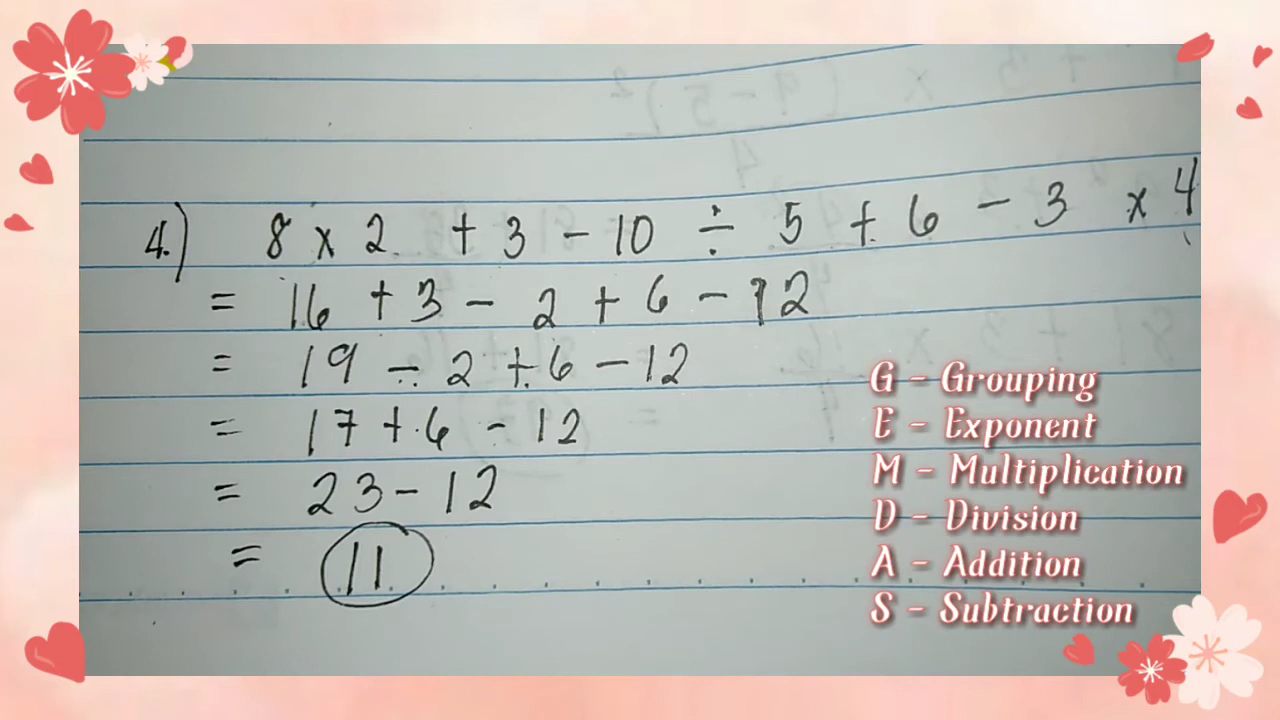 4.) 8 x 2 + 3 - 10 ÷ 5 + 6 - 3 x 4
= 16 + 3 - 2 + 6 - 12
= 19 - 2 + 6 - 12
= 17 + 6 - 12
= 23 - 12
= 11
G - Grouping
E - Exponent
M - Multiplication
D - Division
A - Addition
S - Subtraction